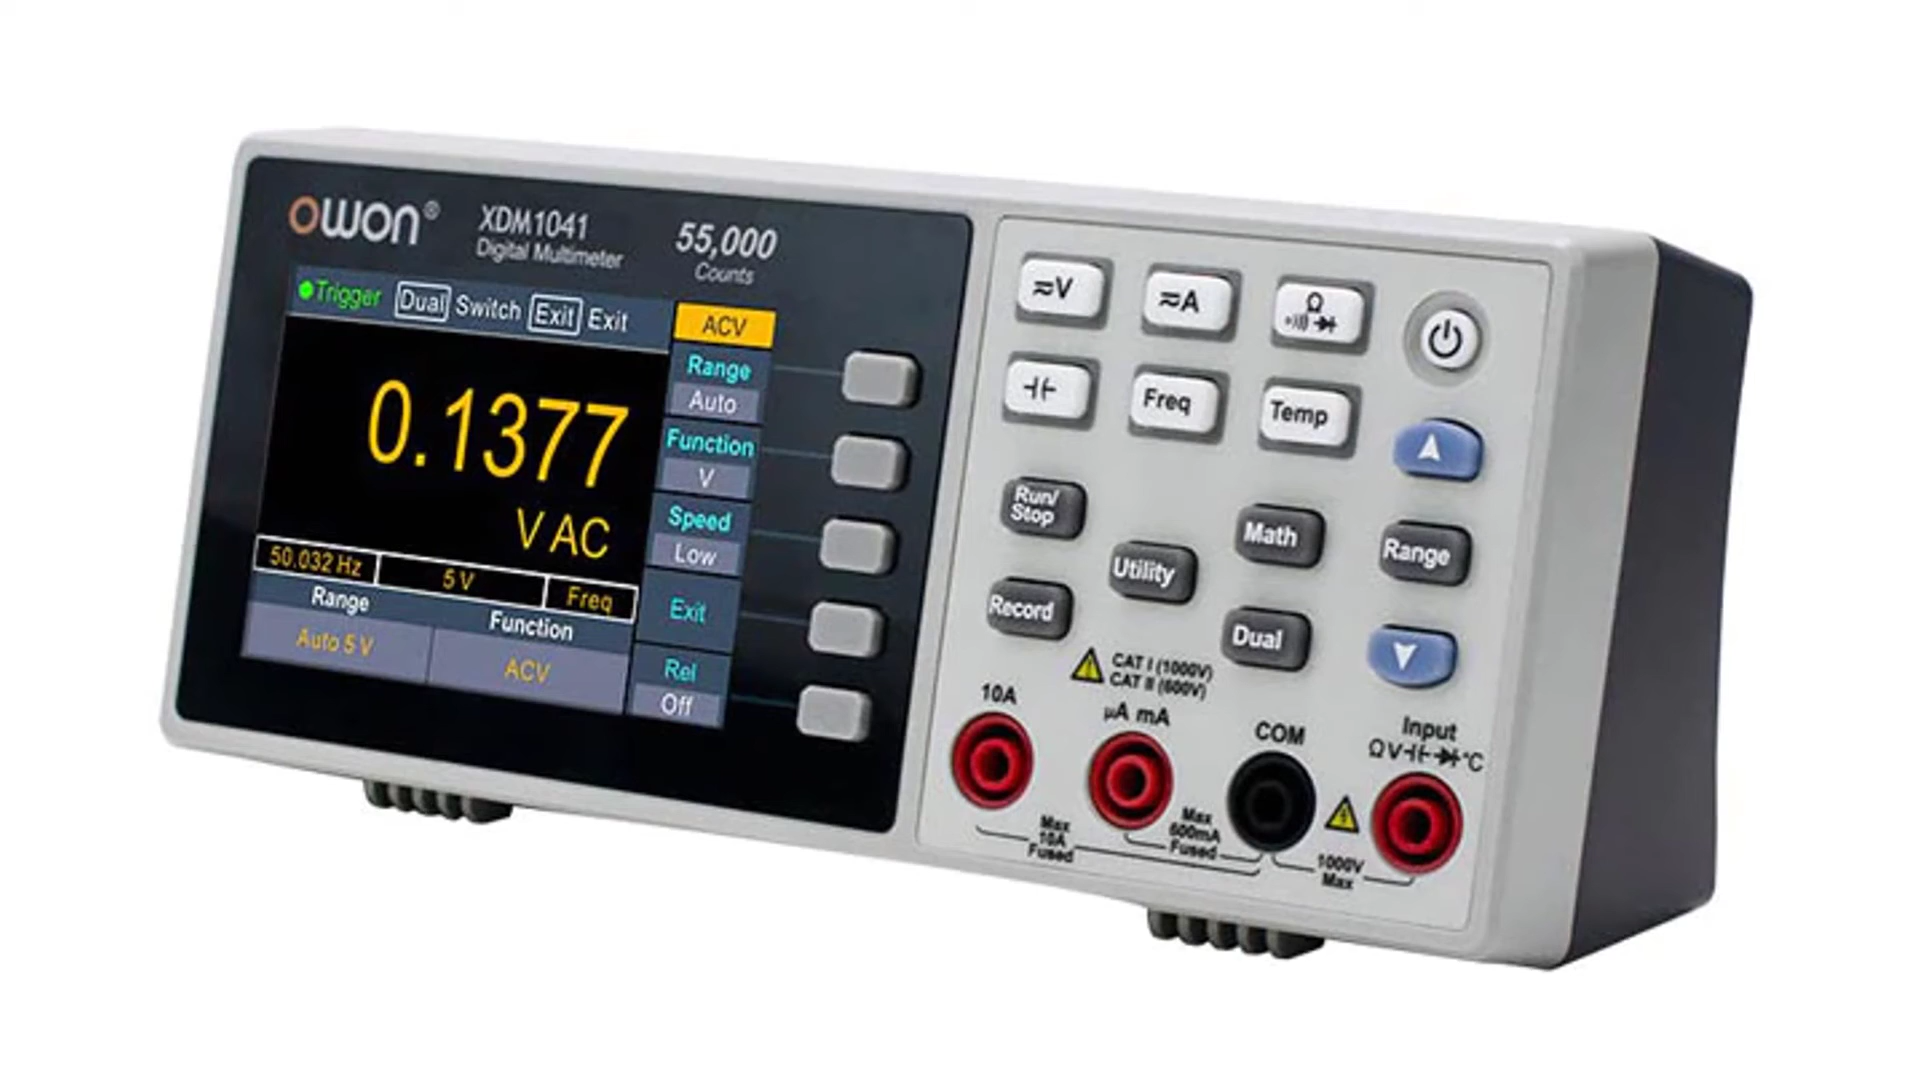 owon®
XDM1041
Digital Multimeter
55,000
Counts
Trigger Dual Switch Exit Exit
ACV
0.1377
V AC
50.032 Hz 5 V Freq
Range Function
Auto 5 V ACV
Range
Auto
Function
V
Speed
Low
Exit
Rel
Off
≂V
≂A
Ω
Freq
Temp
Run/
Stop
Utility
Math
Range
Record
Dual
CAT I (1000V)
CAT II (600V)
10A
µA mA
COM
Input
Ω V °C
Max
10A
Fused
Max
600mA
Fused
1000V
Max